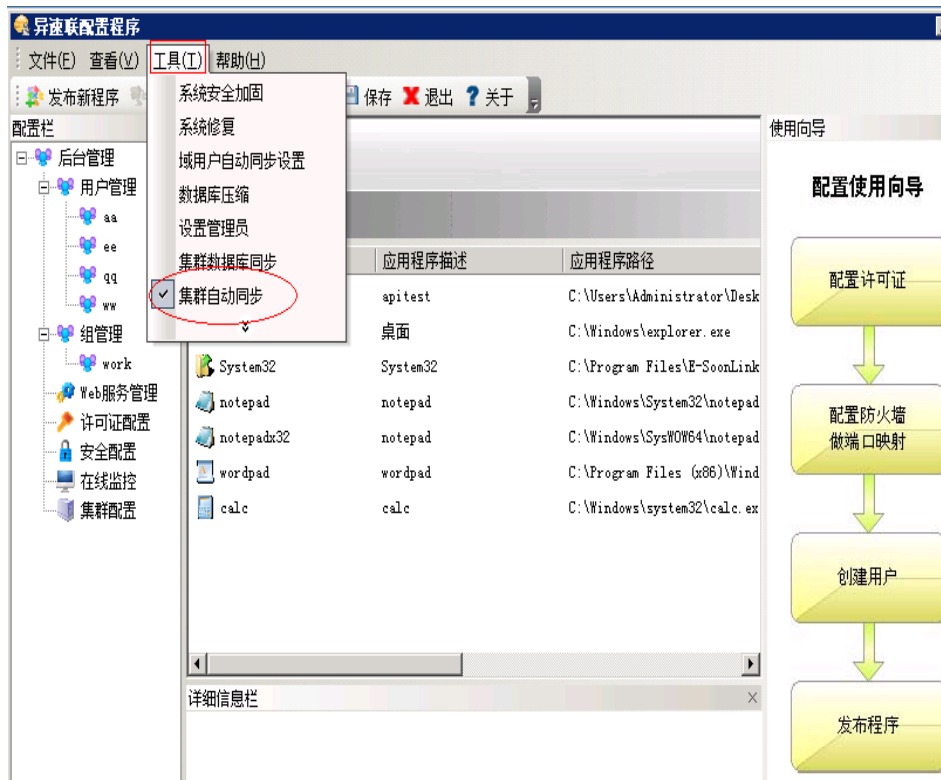 异速联配置程序
文件(F) 查看(V) 工具(T) 帮助(H)
发布新程序 保存 退出 关于
系统安全加固
系统修复
域用户自动同步设置
数据库压缩
设置管理员
集群数据库同步
集群自动同步
配置栏
后台管理
用户管理
aa
ee
qq
ww
组管理
work
Web服务管理
许可证配置
安全配置
在线监控
集群配置
应用程序描述 应用程序路径
apitest C:\Users\Administrator\Desk
桌面 C:\Windows\explorer.exe
System32 System32 C:\Program Files\E-SoonLink
notepad notepad C:\Windows\System32\notepad
notepadx32 notepad C:\Windows\SysWOW64\notepad
wordpad wordpad C:\Program Files (x86)\Wind
calc calc C:\Windows\system32\calc.ex
详细信息栏
使用向导
配置使用向导
配置许可证
配置防火墙
做端口映射
创建用户
发布程序